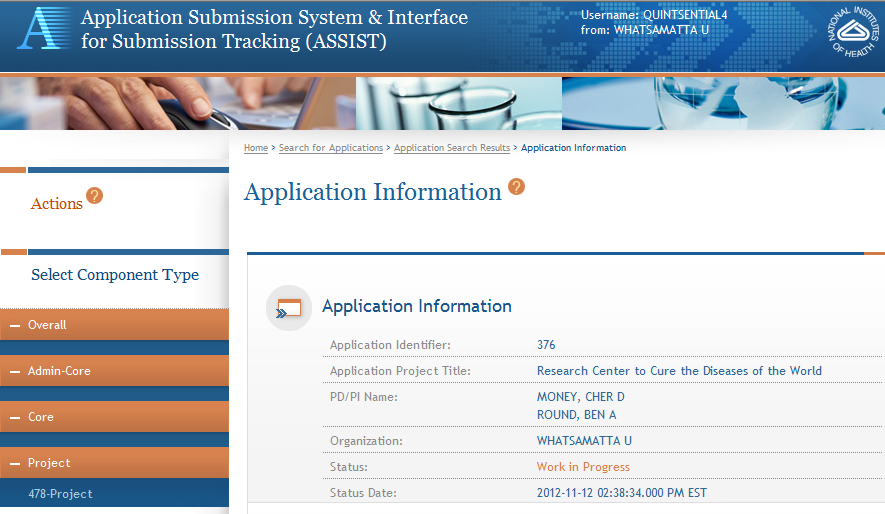 Application Submission System & Interface
for Submission Tracking (ASSIST)
Username: QUINTSENTIAL4
from: WHATSAMATTA U
NATIONAL INSTITUTES
OF HEALTH
Home > Search for Applications > Application Search Results > Application Information
Actions ?
Application Information ?
Select Component Type
Overall
Admin-Core
Core
Project
478-Project
Application Information
Application Identifier: 376
Application Project Title: Research Center to Cure the Diseases of the World
PD/PI Name: MONEY, CHER D
ROUND, BEN A
Organization: WHATSAMATTA U
Status: Work in Progress
Status Date: 2012-11-12 02:38:34.000 PM EST